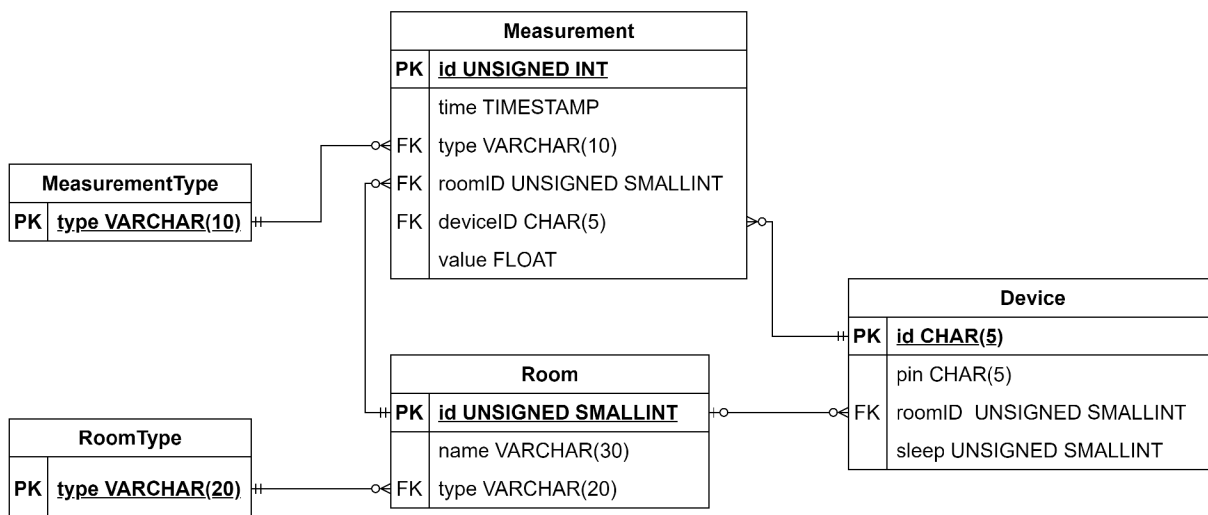 Measurement
PK id UNSIGNED INT
time TIMESTAMP
FK type VARCHAR(10)
FK roomID UNSIGNED SMALLINT
FK deviceID CHAR(5)
value FLOAT
MeasurementType
PK type VARCHAR(10)
Device
PK id CHAR(5)
pin CHAR(5)
FK roomID UNSIGNED SMALLINT
sleep UNSIGNED SMALLINT
Room
PK id UNSIGNED SMALLINT
name VARCHAR(30)
FK type VARCHAR(20)
RoomType
PK type VARCHAR(20)